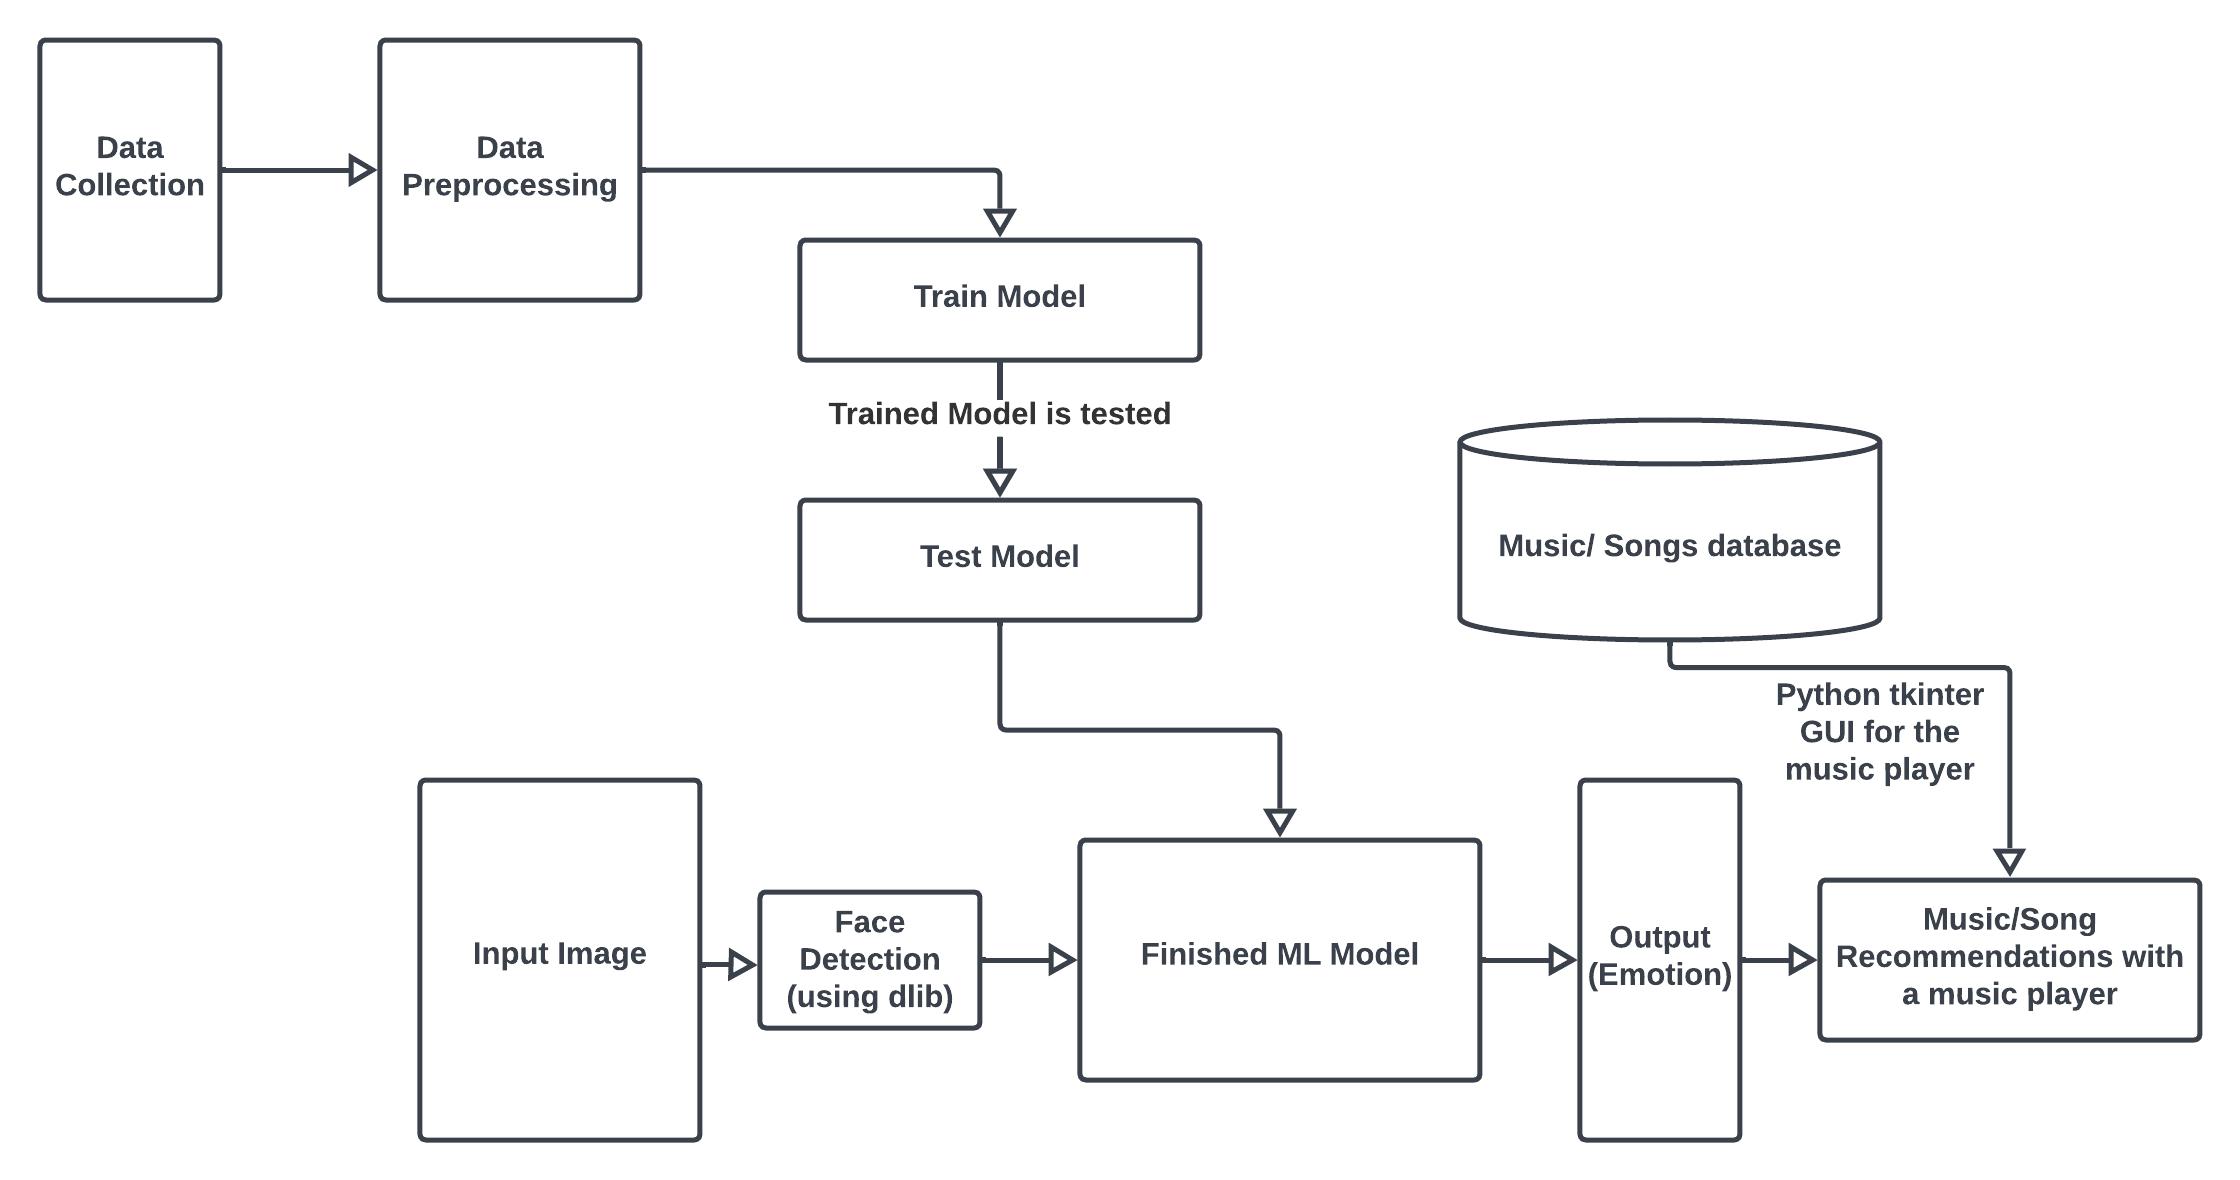 Data
Collection
Data
Preprocessing
Train Model
Trained Model is tested
Test Model
Music/ Songs database
Python tkinter
GUI for the
music player
Input Image
Face
Detection
(using dlib)
Finished ML Model
Output
(Emotion)
Music/Song
Recommendations with
a music player